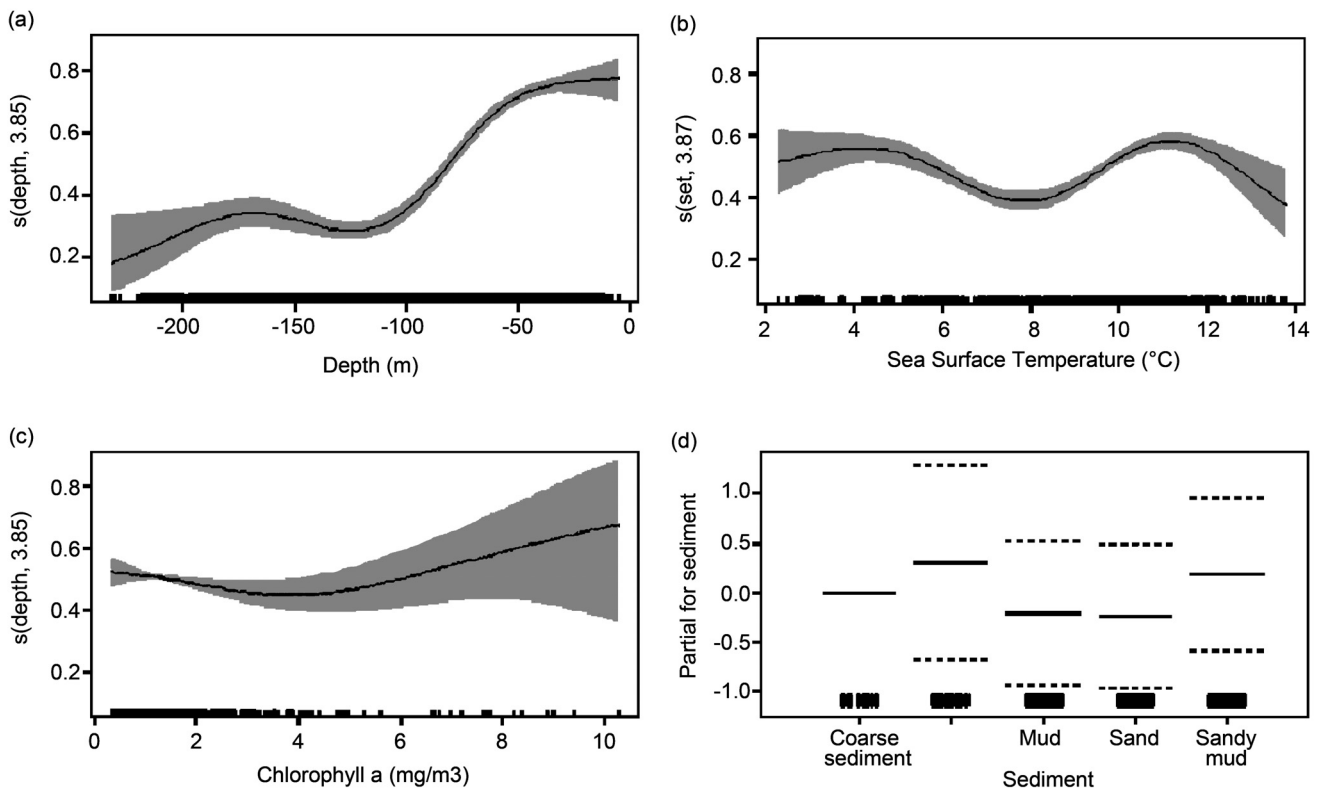 (a)
s(depth, 3.85)
0.8
0.6
0.4
0.2
-200
-150
-100
-50
0
Depth (m)
(b)
s(set, 3.87)
0.8
0.6
0.4
0.2
2
4
6
8
10
12
14
Sea Surface Temperature (°C)
(c)
s(depth, 3.85)
0.8
0.6
0.4
0.2
0
2
4
6
8
10
Chlorophyll a (mg/m3)
(d)
Partial for sediment
1.0
0.5
0.0
-0.5
-1.0
Coarse
sediment
Mud
Sand
Sandy
mud
Sediment